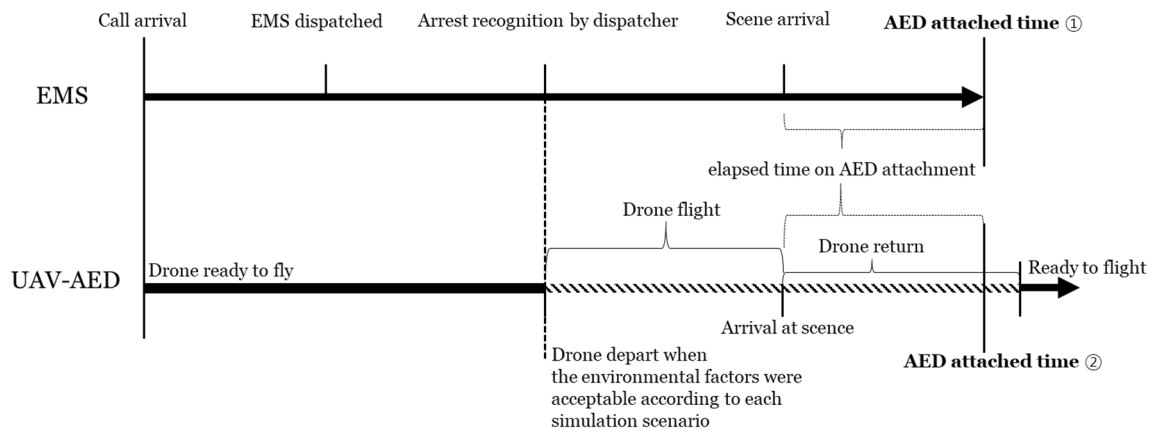 Call arrival
EMS dispatched
Arrest recognition by dispatcher
Scene arrival
AED attached time ①
EMS
elapsed time on AED attachment
Drone flight
Drone return
UAV-AED
Drone ready to fly
Ready to flight
Arrival at scence
Drone depart when
the environmental factors were
acceptable according to each
simulation scenario
AED attached time ②